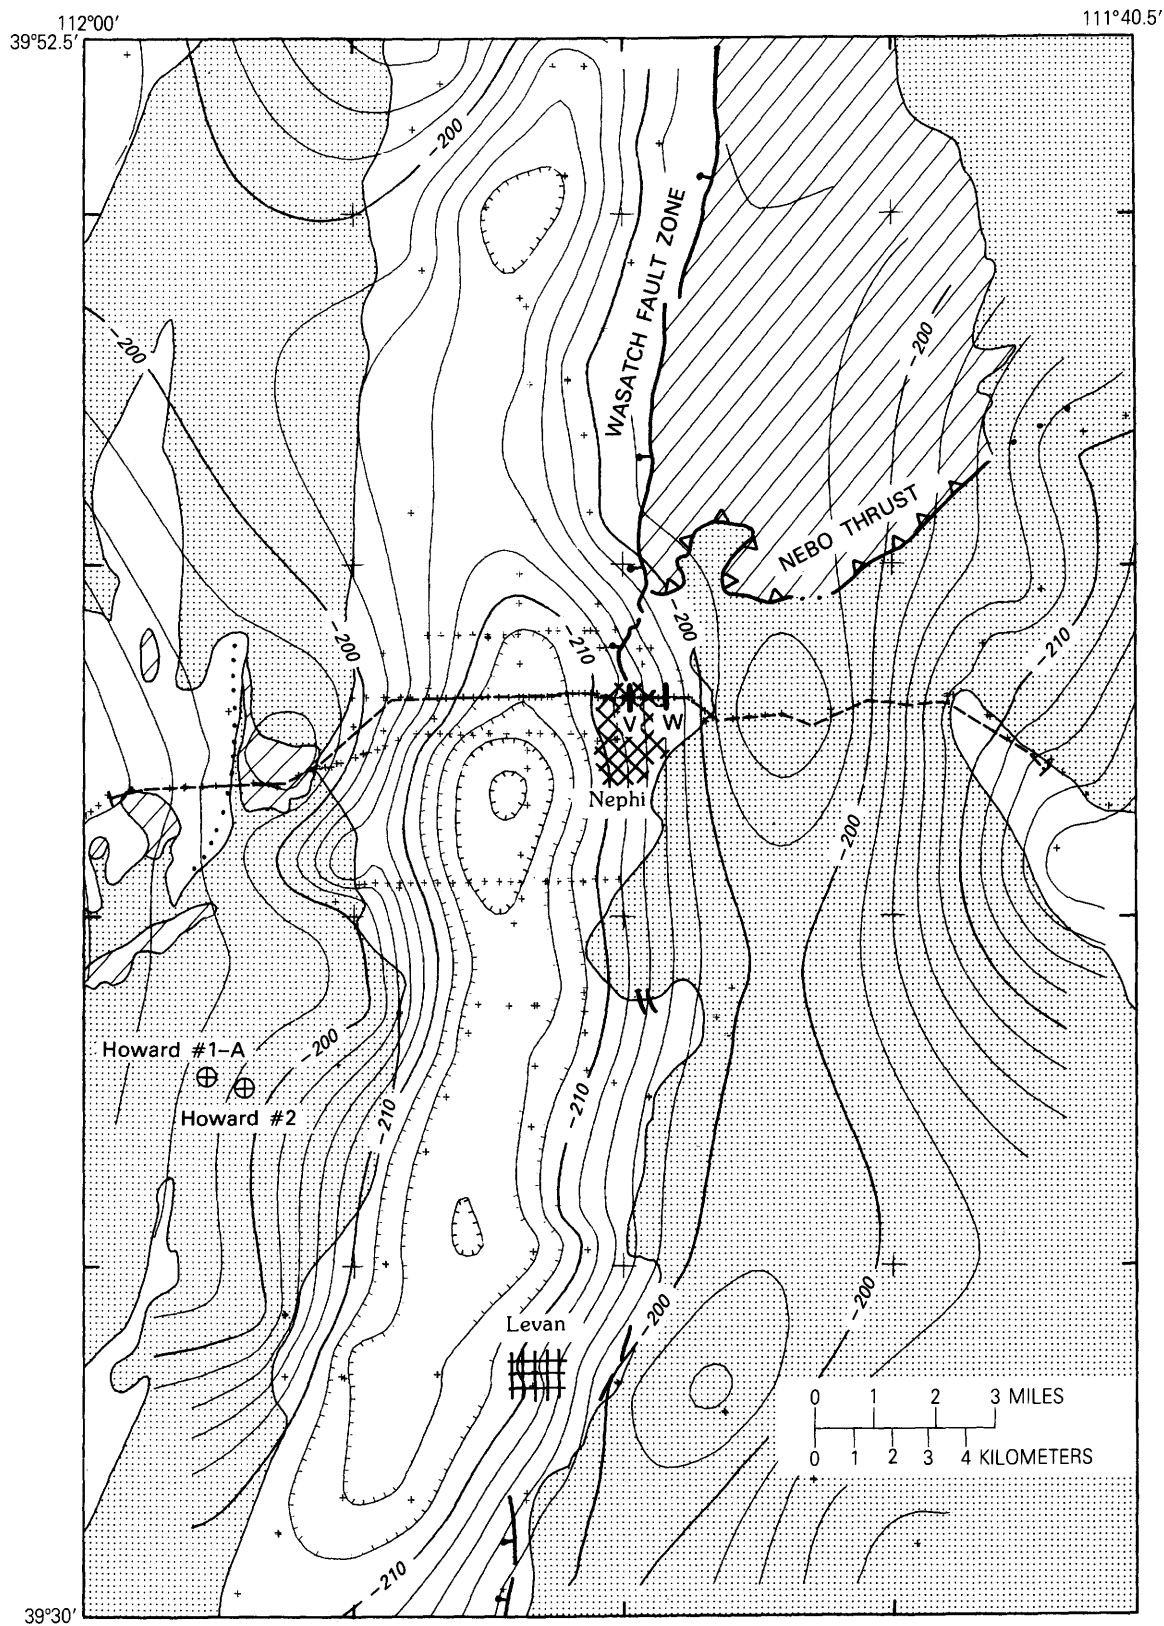 112°00'
111°40.5'
39°52.5'
-200
WASATCH FAULT ZONE
-200
-200
NEBO THRUST
-200
-200
-210
-210
V W
Nephi
-200
Howard #1-A
-200
Howard #2
-210
-210
Levan
-200
-200
0 1 2 3 MILES
0 1 2 3 4 KILOMETERS
-210
39°30'